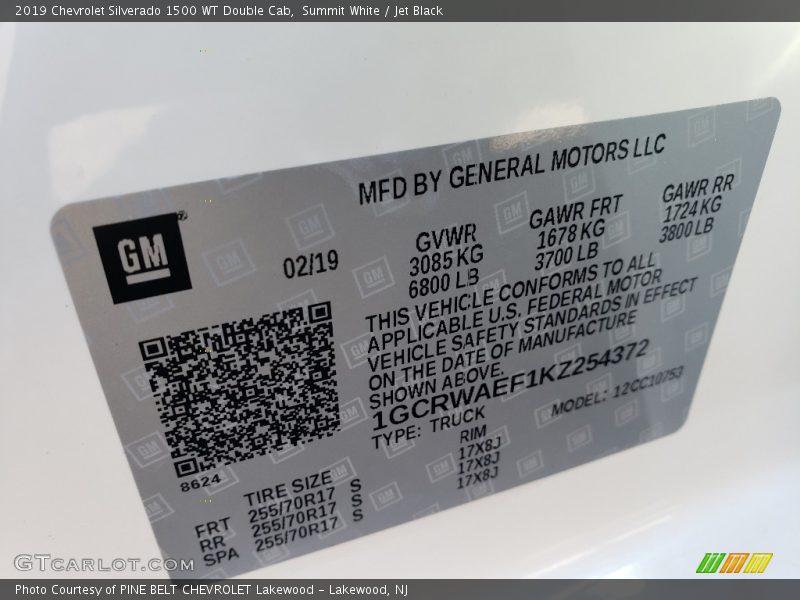 2019 Chevrolet Silverado 1500 WT Double Cab, Summit White / Jet Black
MFD BY GENERAL MOTORS LLC
GM
02/19
GVWR
3085 KG
6800 LB
GAWR FRT
1678 KG
3700 LB
GAWR RR
1724 KG
3800 LB
THIS VEHICLE CONFORMS TO ALL
APPLICABLE U.S. FEDERAL MOTOR
VEHICLE SAFETY STANDARDS IN EFFECT
ON THE DATE OF MANUFACTURE
SHOWN ABOVE.
1GCRWAEF1KZ254372
TYPE: TRUCK
MODEL: 12CC10753
8624
TIRE SIZE
RIM
FRT 255/70R17 S 17X8J
RR 255/70R17 S 17X8J
SPA 255/70R17 S 17X8J
GTCARLOT.COM
Photo Courtesy of PINE BELT CHEVROLET Lakewood - Lakewood, NJ